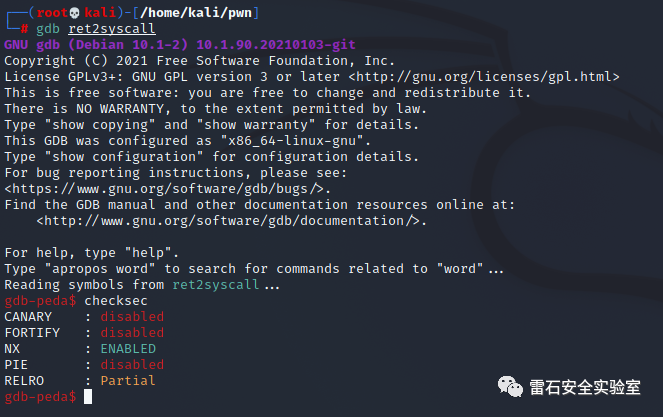 ┌──(root💀kali)-[/home/kali/pwn]
└─# gdb ret2syscall
GNU gdb (Debian 10.1-2) 10.1.90.20210103-git
Copyright (C) 2021 Free Software Foundation, Inc.
License GPLv3+: GNU GPL version 3 or later <http://gnu.org/licenses/gpl.html>
This is free software: you are free to change and redistribute it.
There is NO WARRANTY, to the extent permitted by law.
Type "show copying" and "show warranty" for details.
This GDB was configured as "x86_64-linux-gnu".
Type "show configuration" for configuration details.
For bug reporting instructions, please see:
<https://www.gnu.org/software/gdb/bugs/>.
Find the GDB manual and other documentation resources online at:
    <http://www.gnu.org/software/gdb/documentation/>.

For help, type "help".
Type "apropos word" to search for commands related to "word"...
Reading symbols from ret2syscall...
gdb-peda$ checksec
CANARY    : disabled
FORTIFY   : disabled
NX        : ENABLED
PIE       : disabled
RELRO     : Partial
gdb-peda$
雷石安全实验室